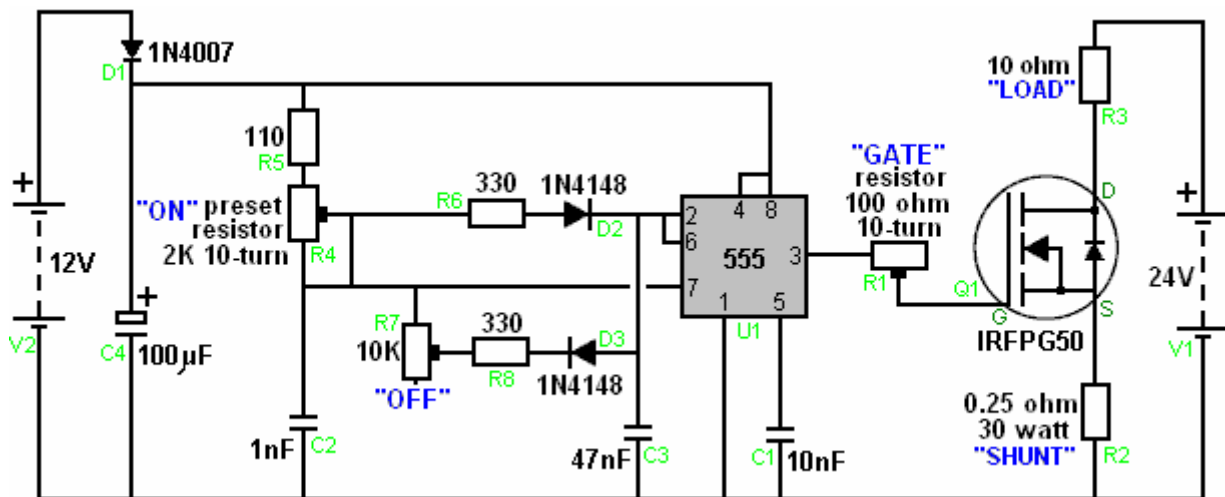 1N4007
D1
+
12V
V2
+
C4
100µF
110
R5
"ON" preset
resistor
2K 10-turn
R4
330
R6
1N4148
D2
R7
10K
"OFF"
330
R8
D3
1N4148
1nF
C2
47nF
C3
C1
10nF
4
8
2
6
555
3
7
1
5
U1
"GATE"
resistor
100 ohm
10-turn
R1
10 ohm
"LOAD"
R3
D
Q1
G
S
IRFPG50
+
24V
V1
0.25 ohm
30 watt
"SHUNT"
R2